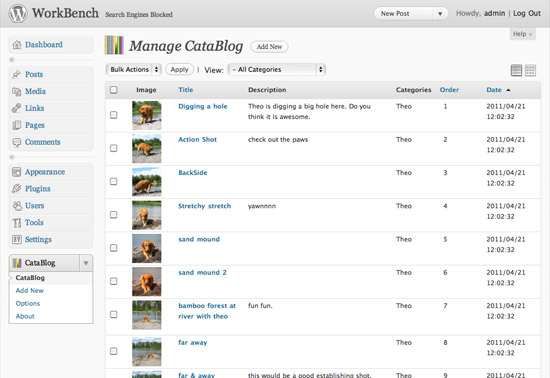 WorkBench Search Engines Blocked
New Post
Howdy, admin | Log Out
Help
Dashboard
Posts
Media
Links
Pages
Comments
Appearance
Plugins
Users
Tools
Settings
CataBlog
CataBlog
Add New
Options
About
Manage CataBlog Add New
Bulk Actions Apply | View: – All Categories
Image Title Description Categories Order Date
Digging a hole Theo is digging a big hole here. Do you Theo 1 2011/04/21
think it is awesome. 12:02:32
Action Shot check out the paws Theo 2 2011/04/21
12:02:32
BackSide Theo 3 2011/04/21
12:02:32
Stretchy stretch yawnnnn Theo 4 2011/04/21
12:02:32
sand mound Theo 5 2011/04/21
12:02:32
sand mound 2 Theo 6 2011/04/21
12:02:32
bamboo forest at fun fun. Theo 7 2011/04/21
river with theo 12:02:32
far away Theo 8 2011/04/21
12:02:32
far & away this would be a good establishing shot. Theo 9 2011/04/21